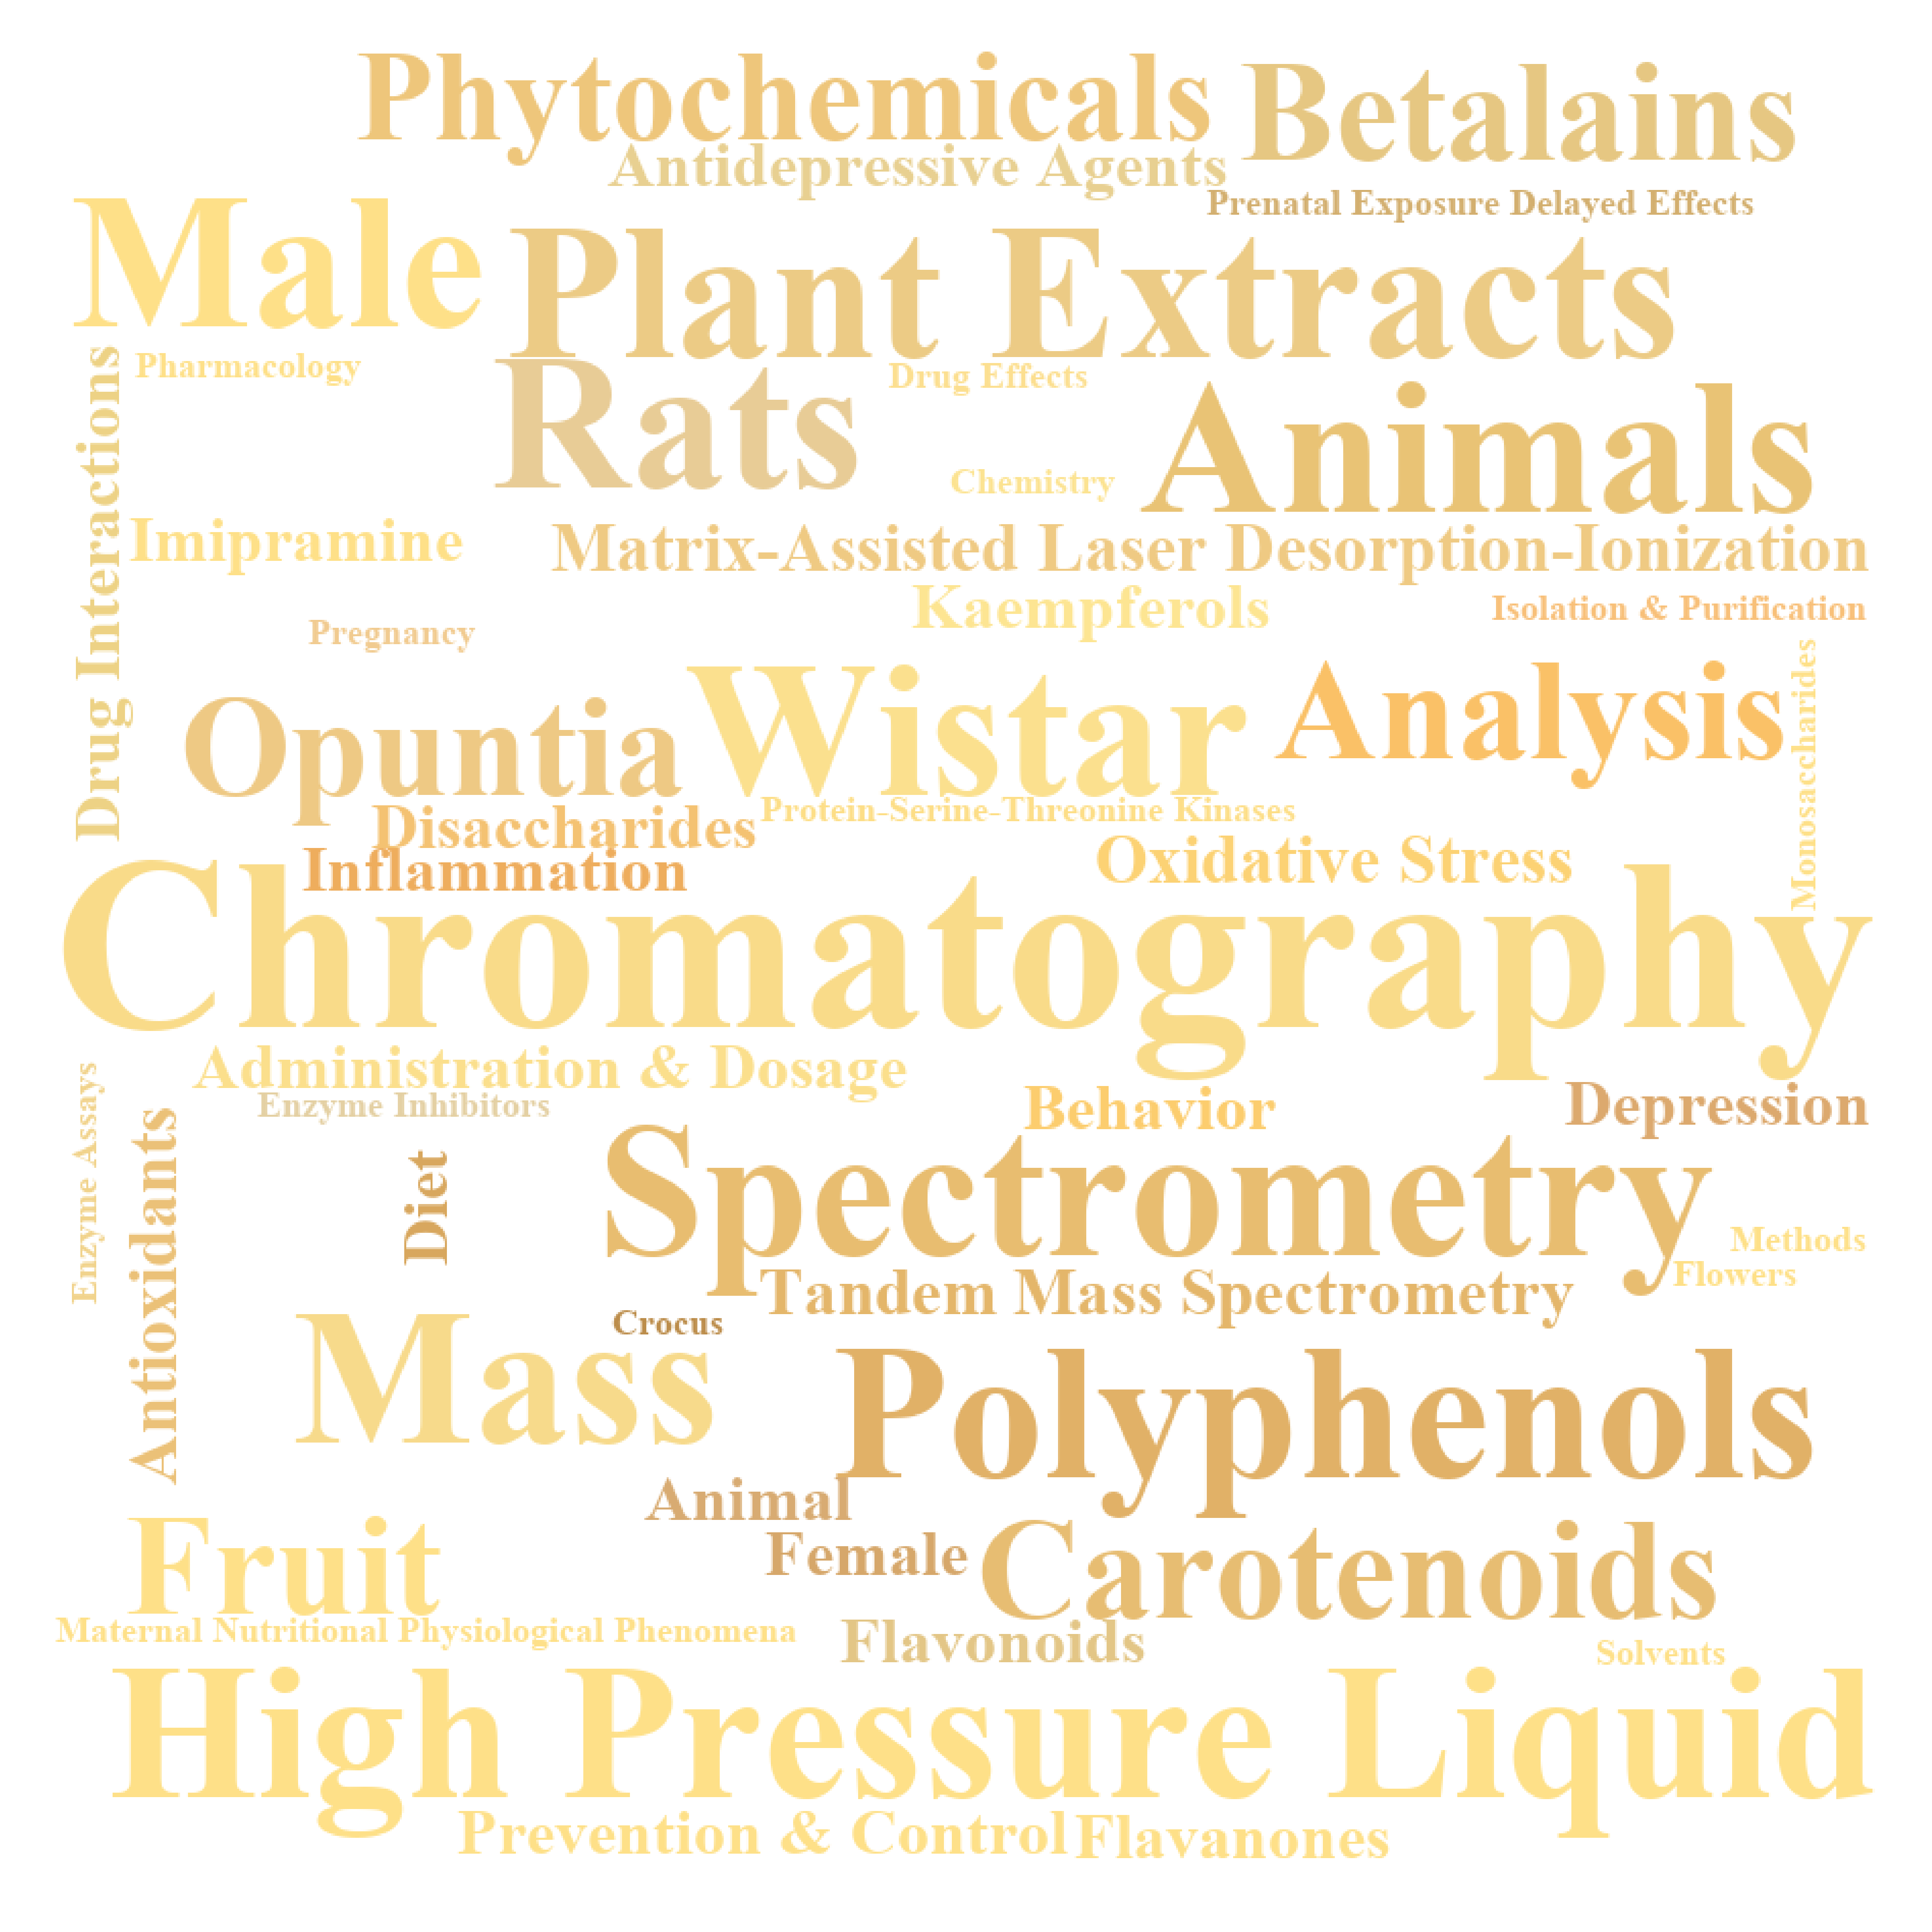 Phytochemicals
Betalains
Antidepressive Agents
Prenatal Exposure Delayed Effects
Male
Plant Extracts
Pharmacology
Rats
Drug Effects
Animals
Chemistry
Drug Interactions
Imipramine
Matrix-Assisted Laser Desorption-Ionization
Kaempferols
Isolation & Purification
Pregnancy
Opuntia
Wistar
Analysis
Monosaccharides
Disaccharides
Protein-Serine-Threonine Kinases
Inflammation
Oxidative Stress
Chromatography
Administration & Dosage
Enzyme Inhibitors
Behavior
Depression
Enzyme Assays
Antioxidants
Diet
Spectrometry
Methods
Flowers
Tandem Mass Spectrometry
Crocus
Mass
Polyphenols
Animal
Fruit
Female
Carotenoids
Maternal Nutritional Physiological Phenomena
Flavonoids
Solvents
High Pressure Liquid
Prevention & Control
Flavanones